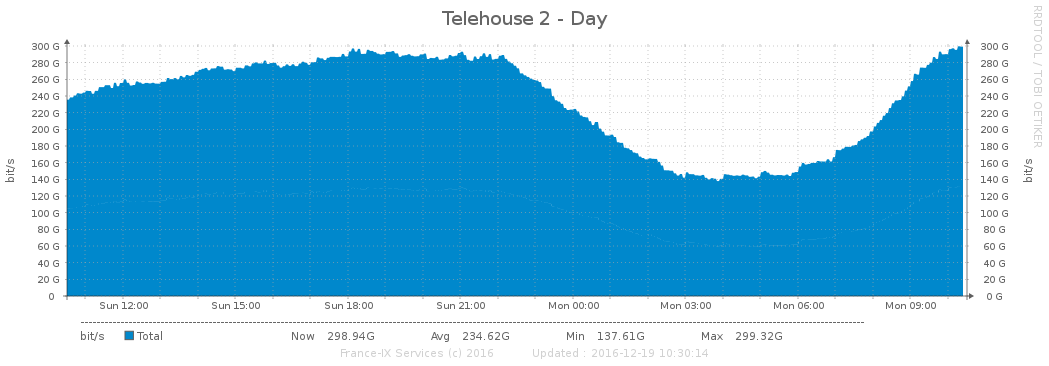 Telehouse 2 - Day
RRDTOOL / TOBI OETIKER
bit/s
bit/s
300 G 300 G
280 G 280 G
260 G 260 G
240 G 240 G
220 G 220 G
200 G 200 G
180 G 180 G
160 G 160 G
140 G 140 G
120 G 120 G
100 G 100 G
80 G 80 G
60 G 60 G
40 G 40 G
20 G 20 G
0 0 G
Sun 12:00 Sun 15:00 Sun 18:00 Sun 21:00 Mon 00:00 Mon 03:00 Mon 06:00 Mon 09:00
bit/s Total Now 298.94G Avg 234.62G Min 137.61G Max 299.32G
France-IX Services (c) 2016 Updated : 2016-12-19 10:30:14